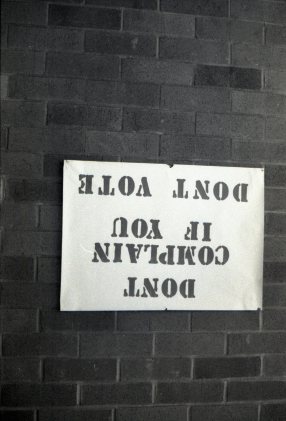 DONT
COMPLAIN
IF YOU
DONT VOTE